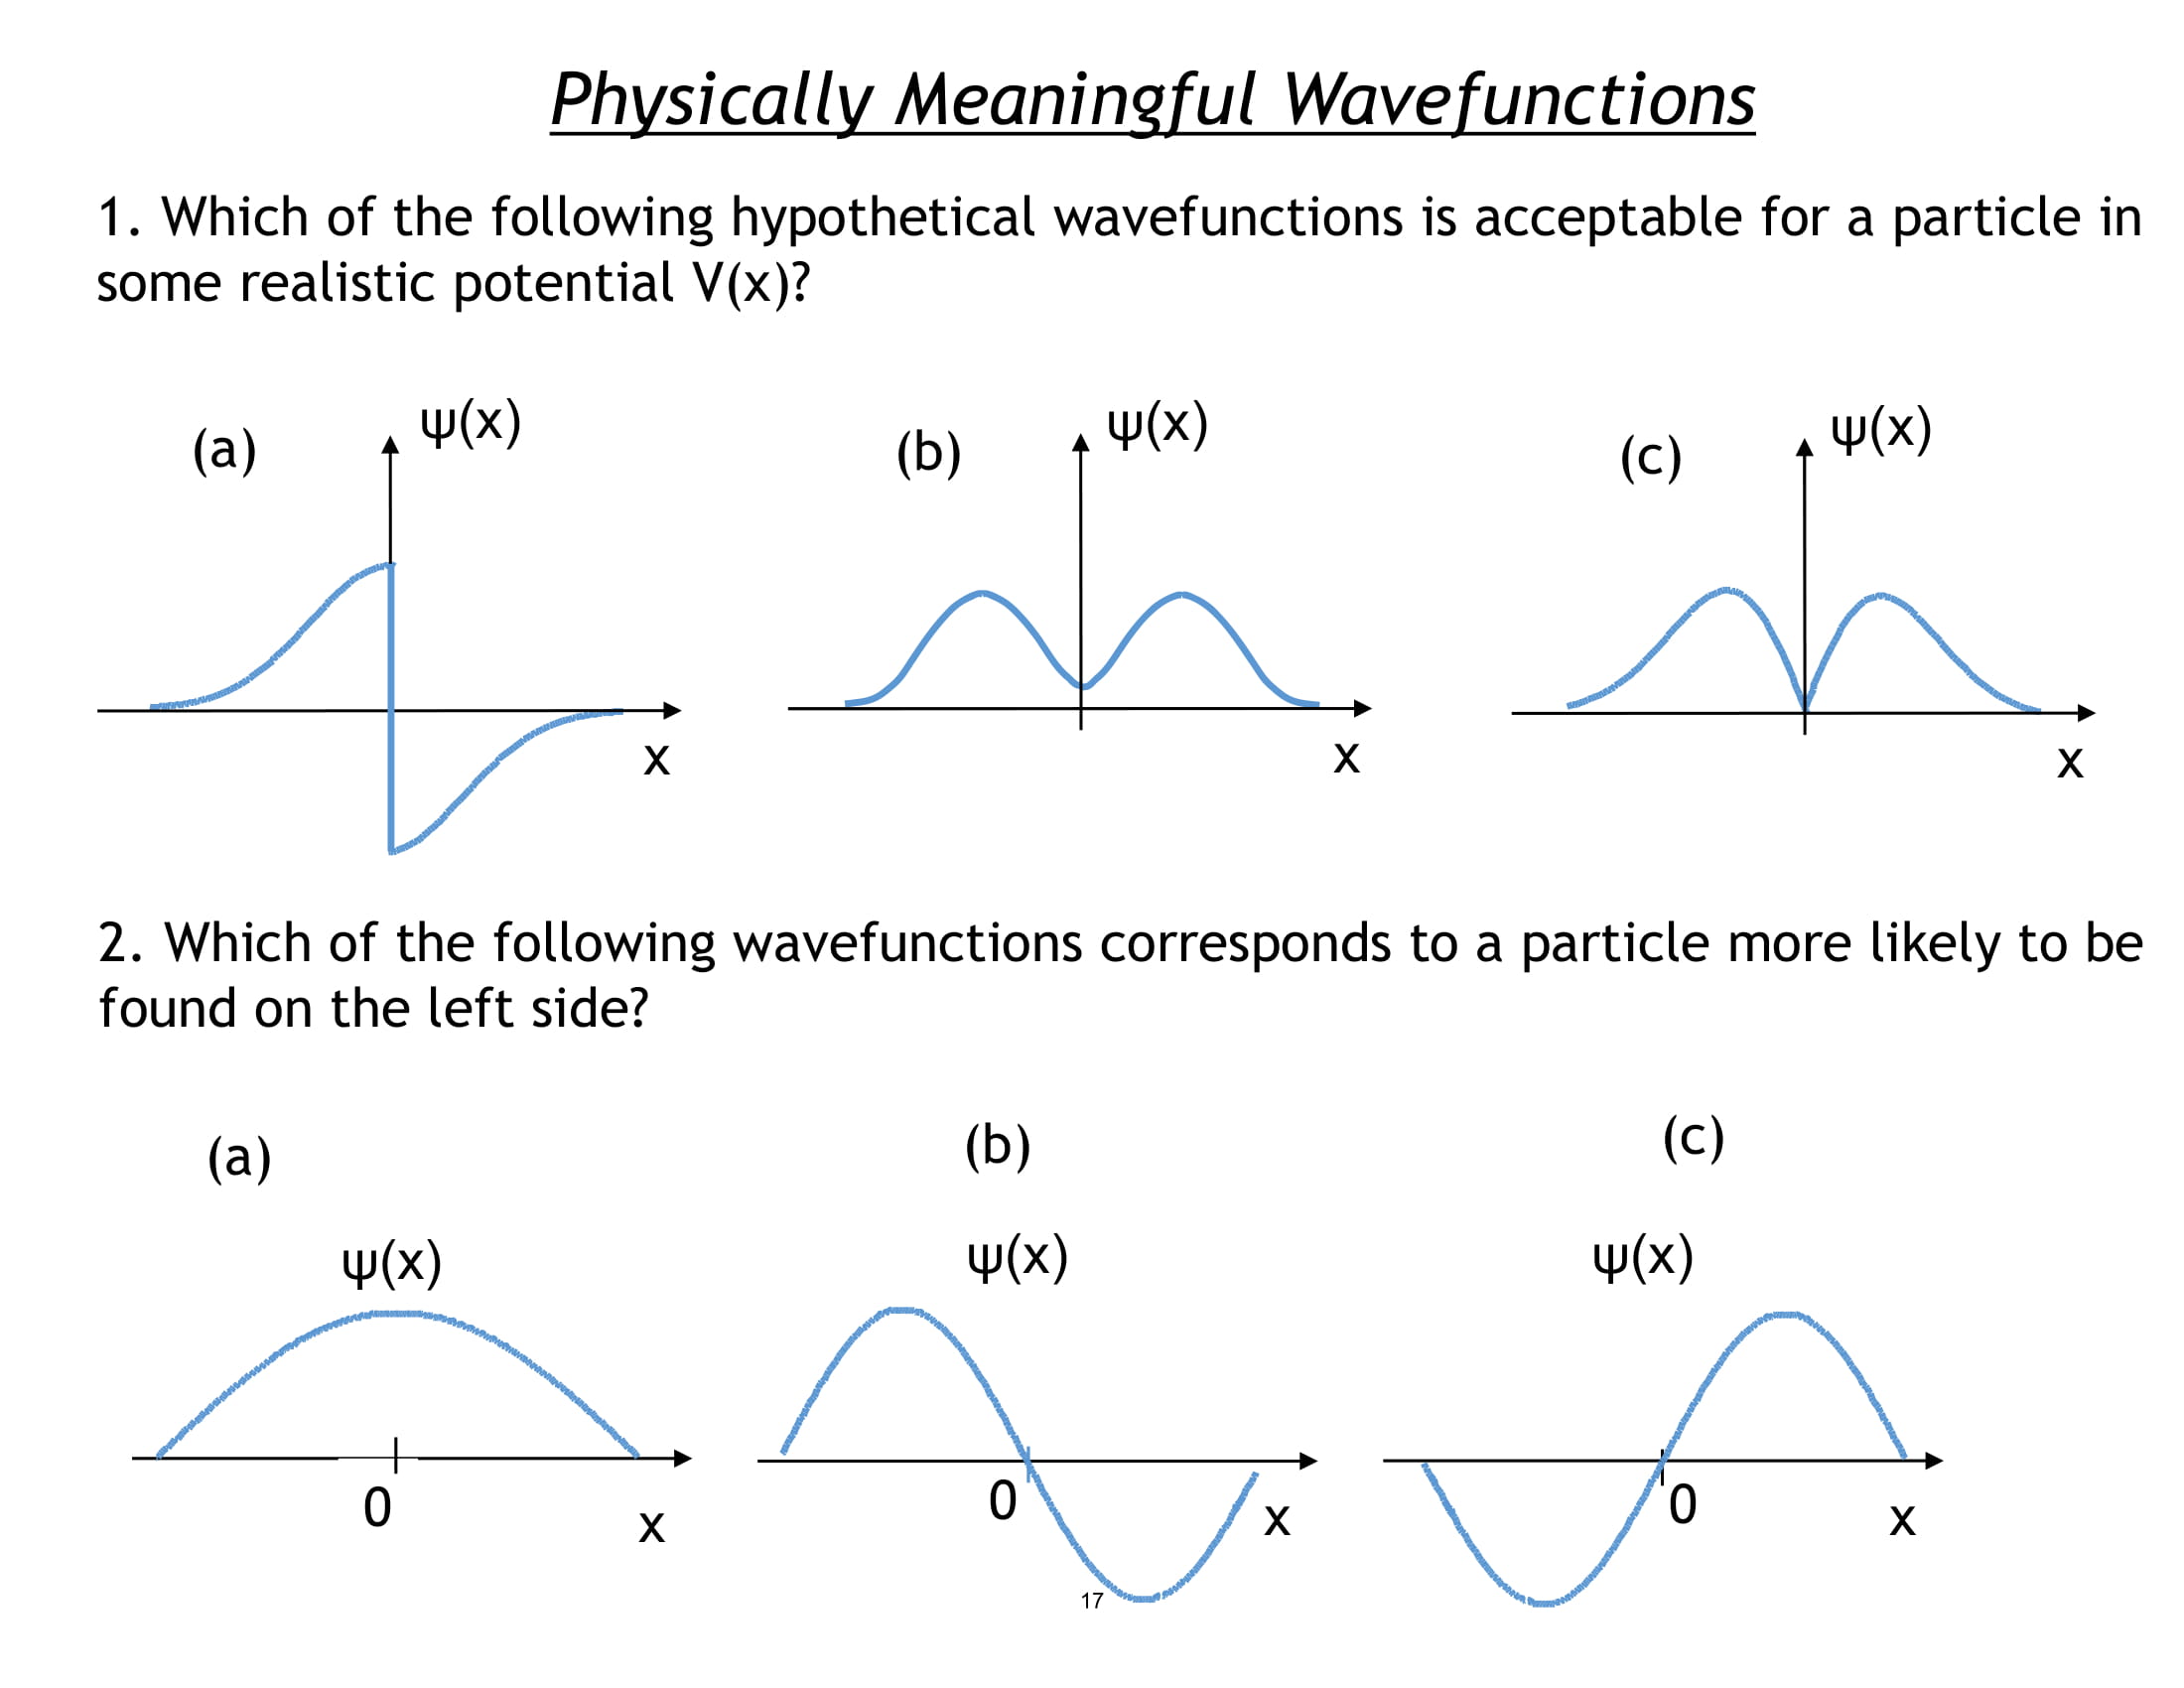 Physically Meaningful Wavefunctions
1. Which of the following hypothetical wavefunctions is acceptable for a particle in
some realistic potential V(x)?
(a)
ψ(x)
x
(b)
ψ(x)
x
(c)
ψ(x)
x
2. Which of the following wavefunctions corresponds to a particle more likely to be
found on the left side?
(a)
ψ(x)
0
x
(b)
ψ(x)
0
x
(c)
ψ(x)
0
x
17